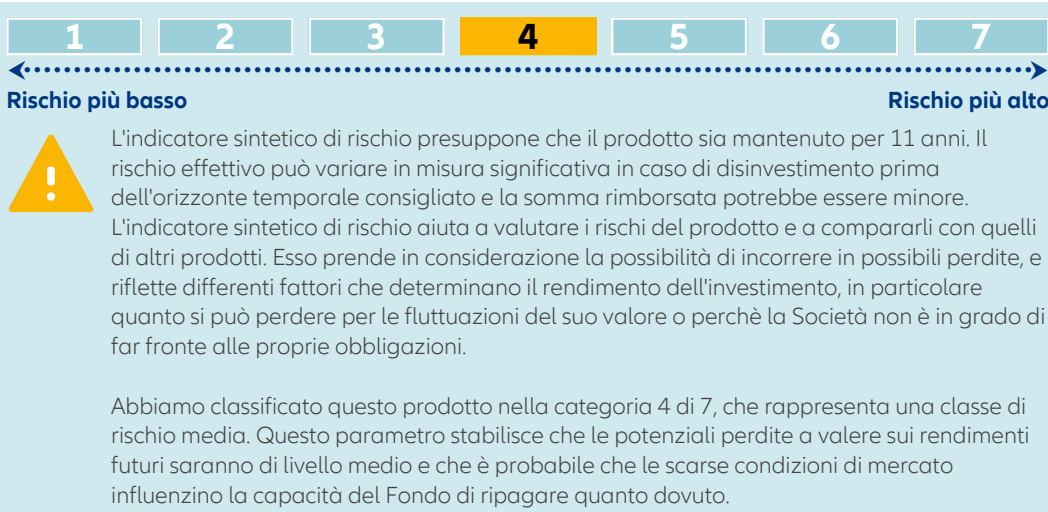 1 2 3 4 5 6 7
Rischio più basso Rischio più alto
L'indicatore sintetico di rischio presuppone che il prodotto sia mantenuto per 11 anni. Il
rischio effettivo può variare in misura significativa in caso di disinvestimento prima
dell'orizzonte temporale consigliato e la somma rimborsata potrebbe essere minore.
L'indicatore sintetico di rischio aiuta a valutare i rischi del prodotto e a compararli con quelli
di altri prodotti. Esso prende in considerazione la possibilità di incorrere in possibili perdite, e
riflette differenti fattori che determinano il rendimento dell'investimento, in particolare
quanto si può perdere per le fluttuazioni del suo valore o perchè la Società non è in grado di
far fronte alle proprie obbligazioni.
Abbiamo classificato questo prodotto nella categoria 4 di 7, che rappresenta una classe di
rischio media. Questo parametro stabilisce che le potenziali perdite a valere sui rendimenti
futuri saranno di livello medio e che è probabile che le scarse condizioni di mercato
influenzino la capacità del Fondo di ripagare quanto dovuto.